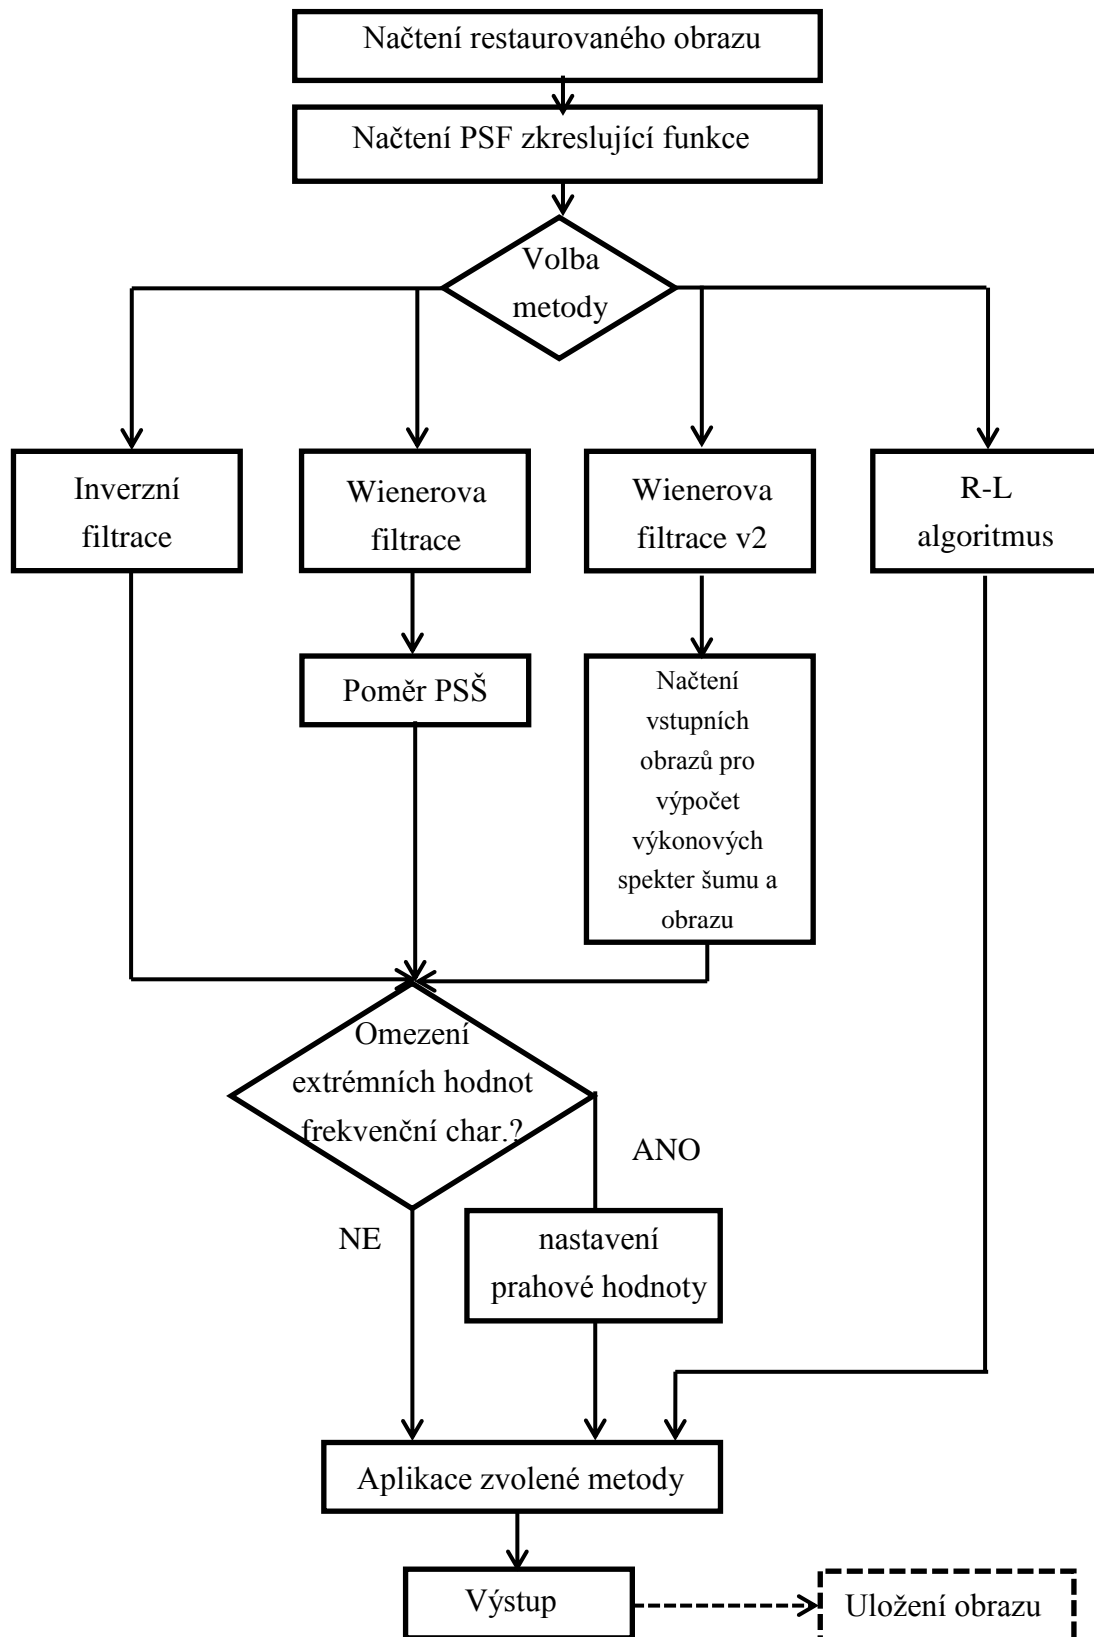 Načtení restaurovaného obrazu
Načtení PSF zkreslující funkce
Volba
metody
Inverzní
filtrace
Wienerova
filtrace
Wienerova
filtrace v2
R-L
algoritmus
Poměr PSŠ
Načtení
vstupních
obrazů pro
výpočet
výkonových
spekter šumu a
obrazu
Omezení
extrémních hodnot
frekvenční char.?
ANO
NE
nastavení
prahové hodnoty
Aplikace zvolené metody
Výstup
Uložení obrazu